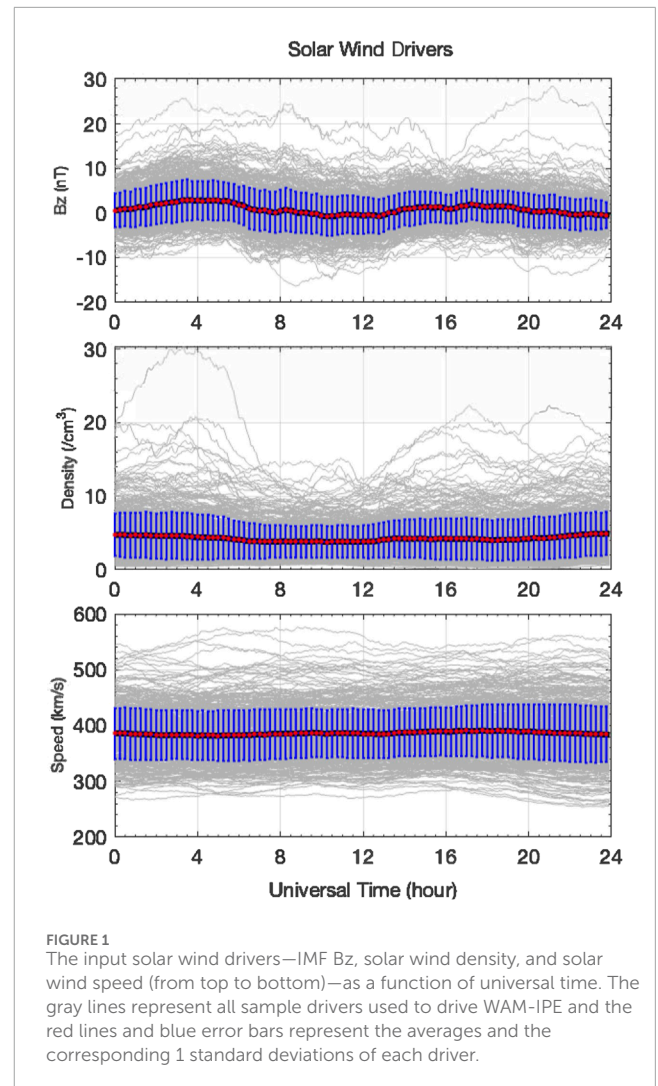 Solar Wind Drivers
30
20
10
0
-10
-20
Bz (nT)
0 4 8 12 16 20 24
30
20
10
0
Density (/cm³)
0 4 8 12 16 20 24
600
500
400
300
200
Speed (km/s)
0 4 8 12 16 20 24
Universal Time (hour)
FIGURE 1
The input solar wind drivers—IMF Bz, solar wind density, and solar
wind speed (from top to bottom)—as a function of universal time. The
gray lines represent all sample drivers used to drive WAM-IPE and the
red lines and blue error bars represent the averages and the
corresponding 1 standard deviations of each driver.